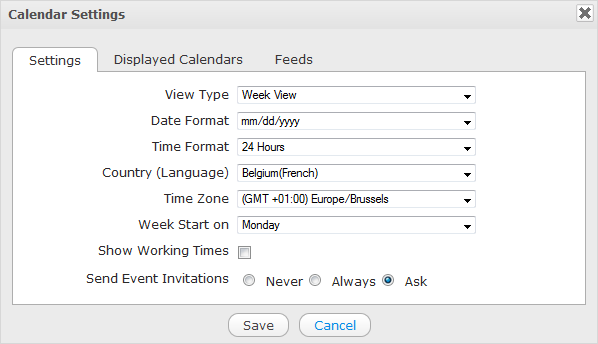 Calendar Settings
Settings Displayed Calendars Feeds
View Type Week View
Date Format mm/dd/yyyy
Time Format 24 Hours
Country (Language) Belgium(French)
Time Zone (GMT +01:00) Europe/Brussels
Week Start on Monday
Show Working Times
Send Event Invitations Never Always Ask
Save Cancel